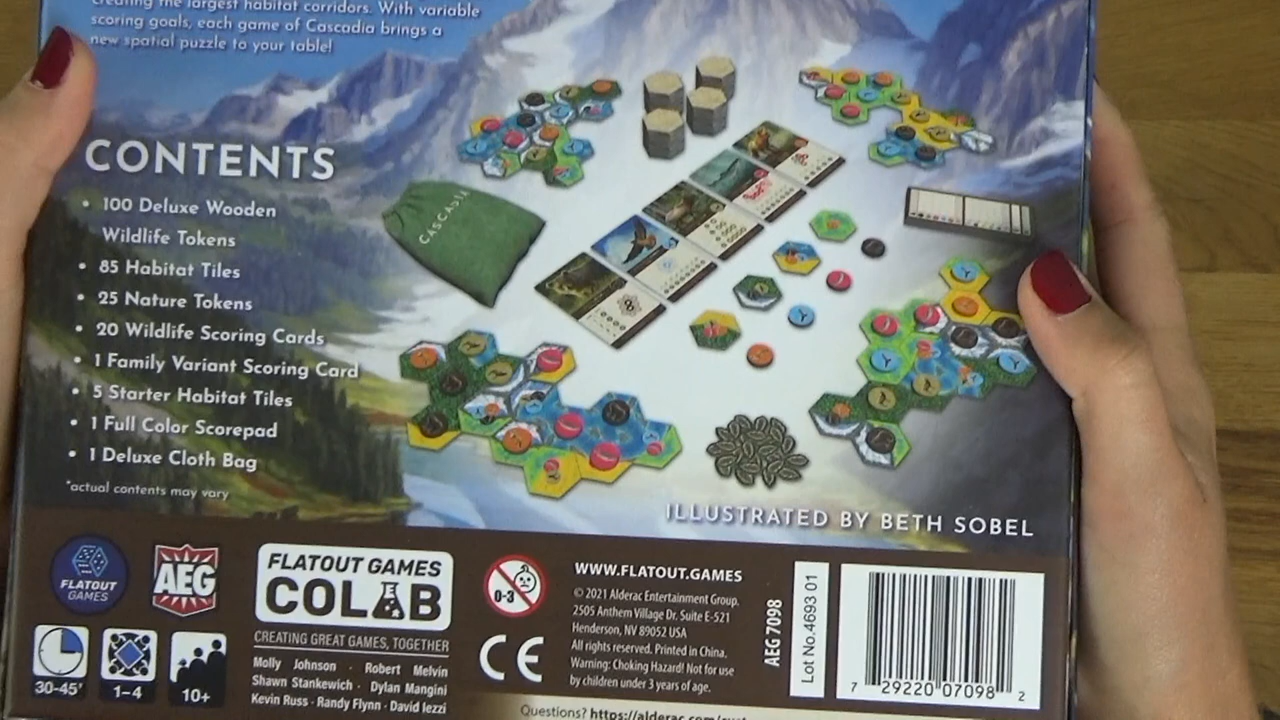 creating the largest habitat corridors. With variable
scoring goals, each game of Cascadia brings a
new spatial puzzle to your table!
CONTENTS
• 100 Deluxe Wooden
Wildlife Tokens
• 85 Habitat Tiles
• 25 Nature Tokens
• 20 Wildlife Scoring Cards
• 1 Family Variant Scoring Card
• 5 Starter Habitat Tiles
• 1 Full Color Scorepad
• 1 Deluxe Cloth Bag
*actual contents may vary
CASCADIA
ILLUSTRATED BY BETH SOBEL
FLATOUT
GAMES
AEG
FLATOUT GAMES
COLAB
CREATING GREAT GAMES, TOGETHER
Molly Johnson · Robert Melvin
Shawn Stankewich · Dylan Mangini
Kevin Russ · Randy Flynn · David Iezzi
30-45'
1-4
10+
0-3
CE
WWW.FLATOUT.GAMES
© 2021 Alderac Entertainment Group.
2505 Anthem Village Dr. Suite E-521
Henderson, NV 89052 USA
All rights reserved. Printed in China.
Warning: Choking Hazard! Not for use
by children under 3 years of age.
Questions? https://alderac.com/
AEG 7098
Lot No.4693 01
7 29220 07098 2